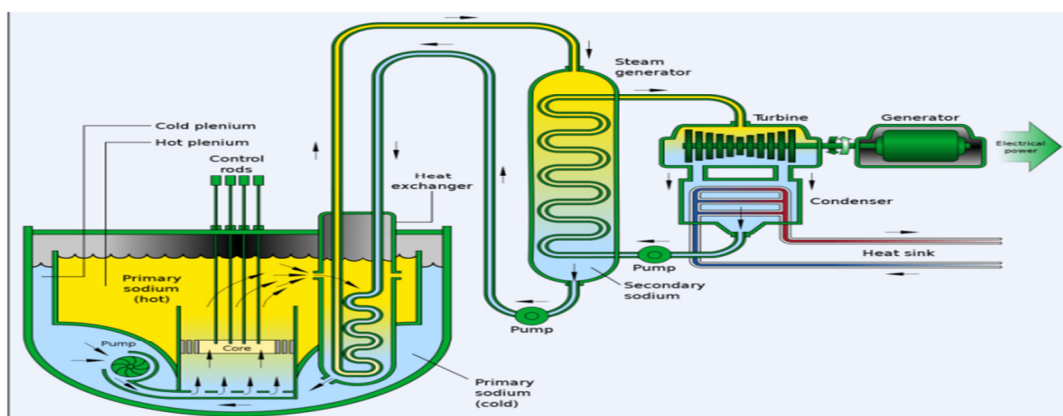 Steam
generator
Turbine
Generator
Electrical
power
Cold plenium
Hot plenium
Control
rods
Heat
exchanger
Condenser
Heat sink
Pump
Primary
sodium
(hot)
Secondary
sodium
Pump
Pump
Core
Primary
sodium
(cold)